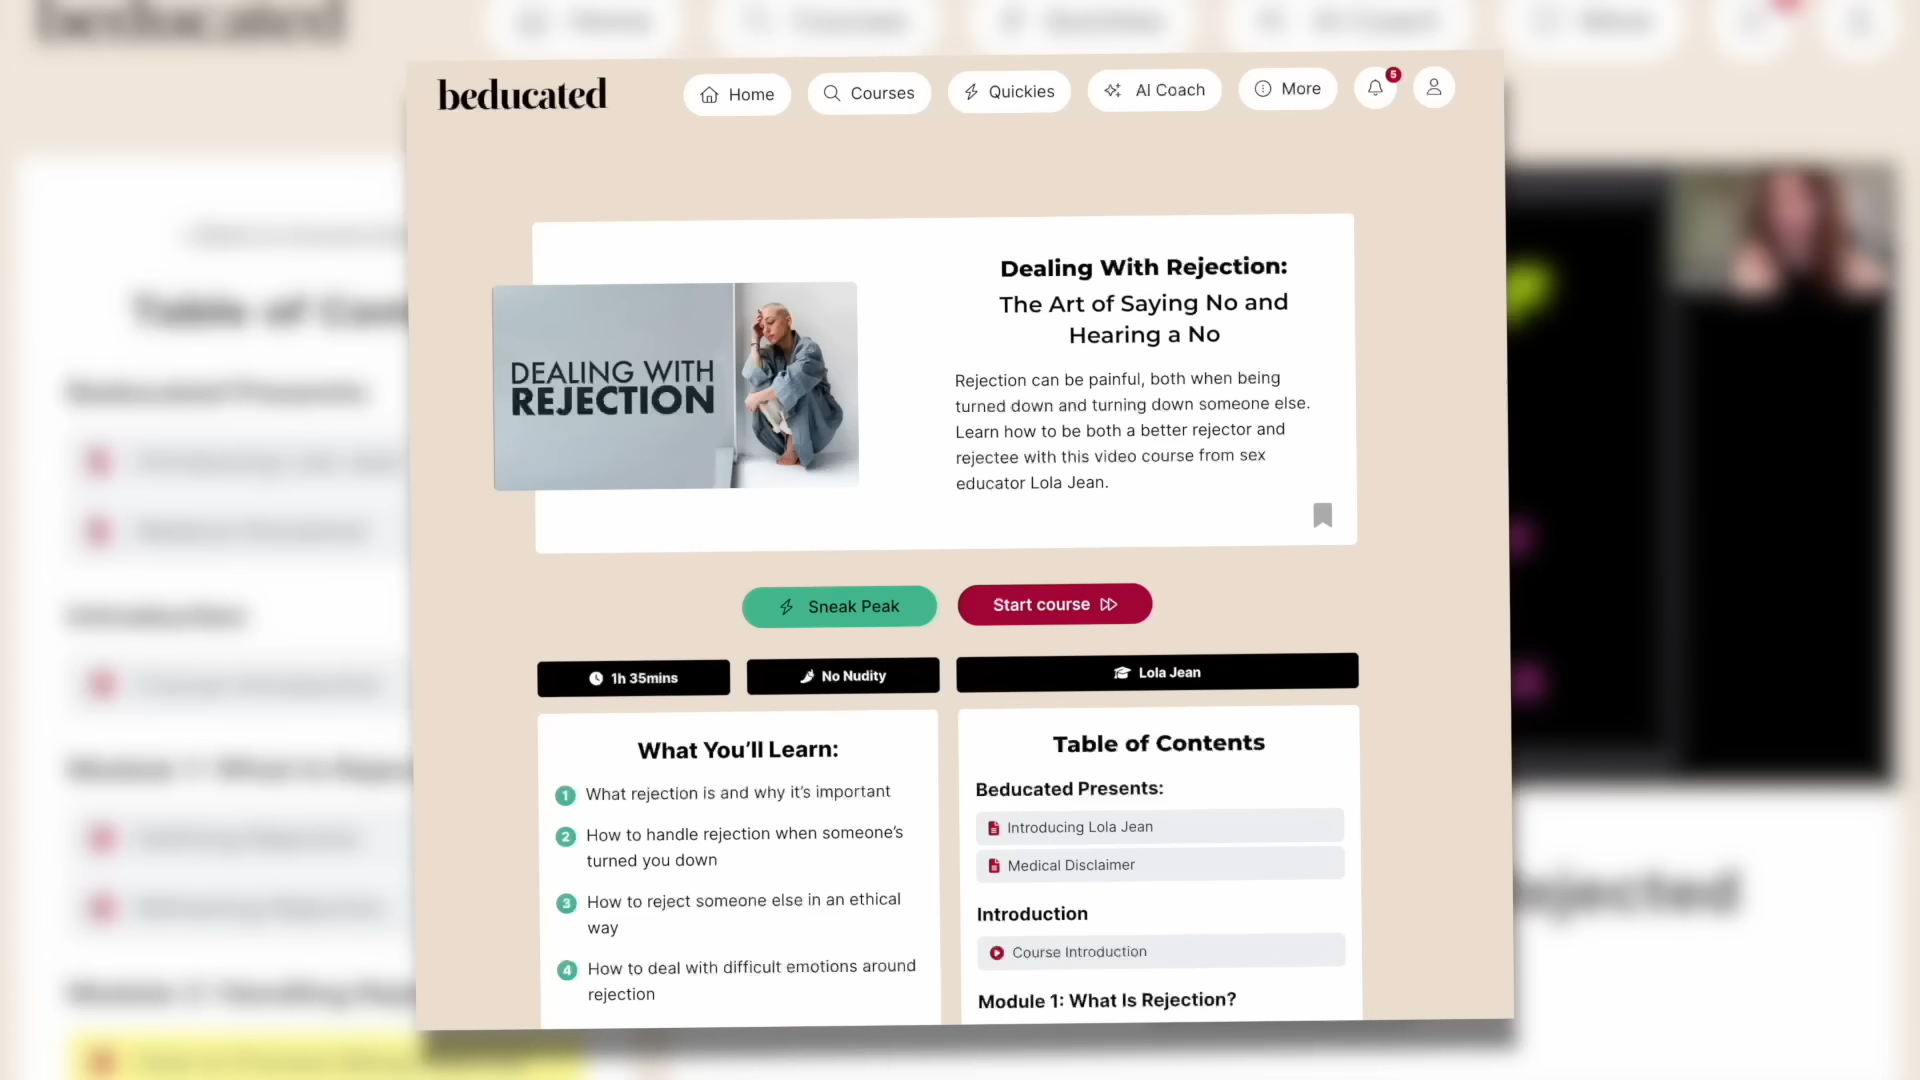 beducated
Home
Courses
Quickies
AI Coach
More
5
DEALING WITH
REJECTION
Dealing With Rejection:
The Art of Saying No and
Hearing a No
Rejection can be painful, both when being
turned down and turning down someone else.
Learn how to be both a better rejector and
rejectee with this video course from sex
educator Lola Jean.
Sneak Peak
Start course
1h 35mins
No Nudity
Lola Jean
What You'll Learn:
1 What rejection is and why it's important
2 How to handle rejection when someone's
turned you down
3 How to reject someone else in an ethical
way
4 How to deal with difficult emotions around
rejection
Table of Contents
Beducated Presents:
Introducing Lola Jean
Medical Disclaimer
Introduction
Course Introduction
Module 1: What Is Rejection?